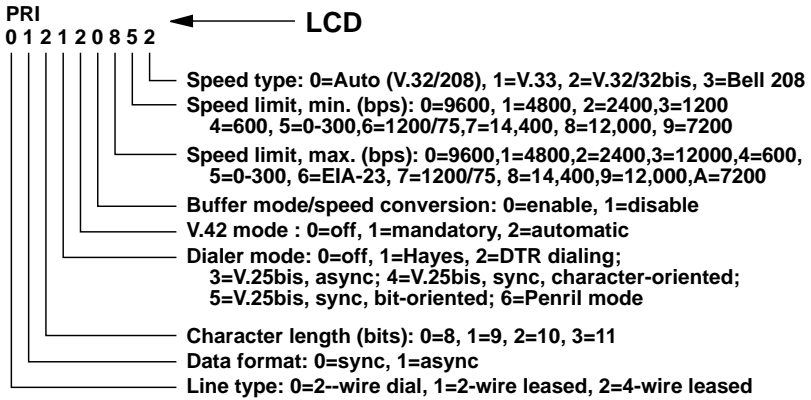 PRI
LCD
0 1 2 1 2 0 8 5 2
Speed type: 0=Auto (V.32/208), 1=V.33, 2=V.32/32bis, 3=Bell 208
Speed limit, min. (bps): 0=9600, 1=4800, 2=2400,3=1200
4=600, 5=0-300,6=1200/75,7=14,400, 8=12,000, 9=7200
Speed limit, max. (bps): 0=9600,1=4800,2=2400,3=12000,4=600,
5=0-300, 6=EIA-23, 7=1200/75, 8=14,400,9=12,000,A=7200
Buffer mode/speed conversion: 0=enable, 1=disable
V.42 mode : 0=off, 1=mandatory, 2=automatic
Dialer mode: 0=off, 1=Hayes, 2=DTR dialing;
3=V.25bis, async; 4=V.25bis, sync, character-oriented;
5=V.25bis, sync, bit-oriented; 6=Penril mode
Character length (bits): 0=8, 1=9, 2=10, 3=11
Data format: 0=sync, 1=async
Line type: 0=2--wire dial, 1=2-wire leased, 2=4-wire leased